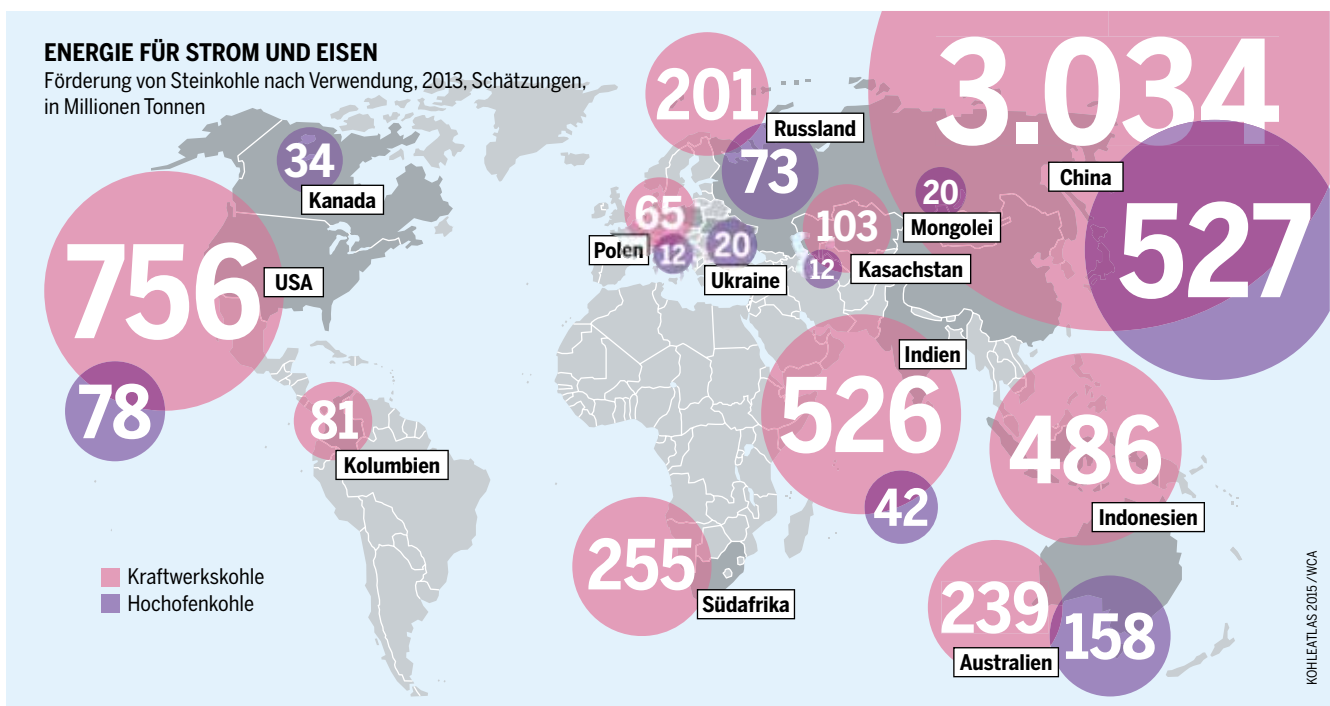 ENERGIE FÜR STROM UND EISEN
Förderung von Steinkohle nach Verwendung, 2013, Schätzungen,
in Millionen Tonnen
34
Kanada
756
USA
78
81
Kolumbien
201
Russland
73
65
Polen
12
20
Ukraine
103
Kasachstan
12
20
Mongolei
3.034
China
527
Indien
526
42
486
Indonesien
255
Südafrika
239
Australien
158
Kraftwerkskohle
Hochofenkohle
KOHLEATLAS 2015 / WCA